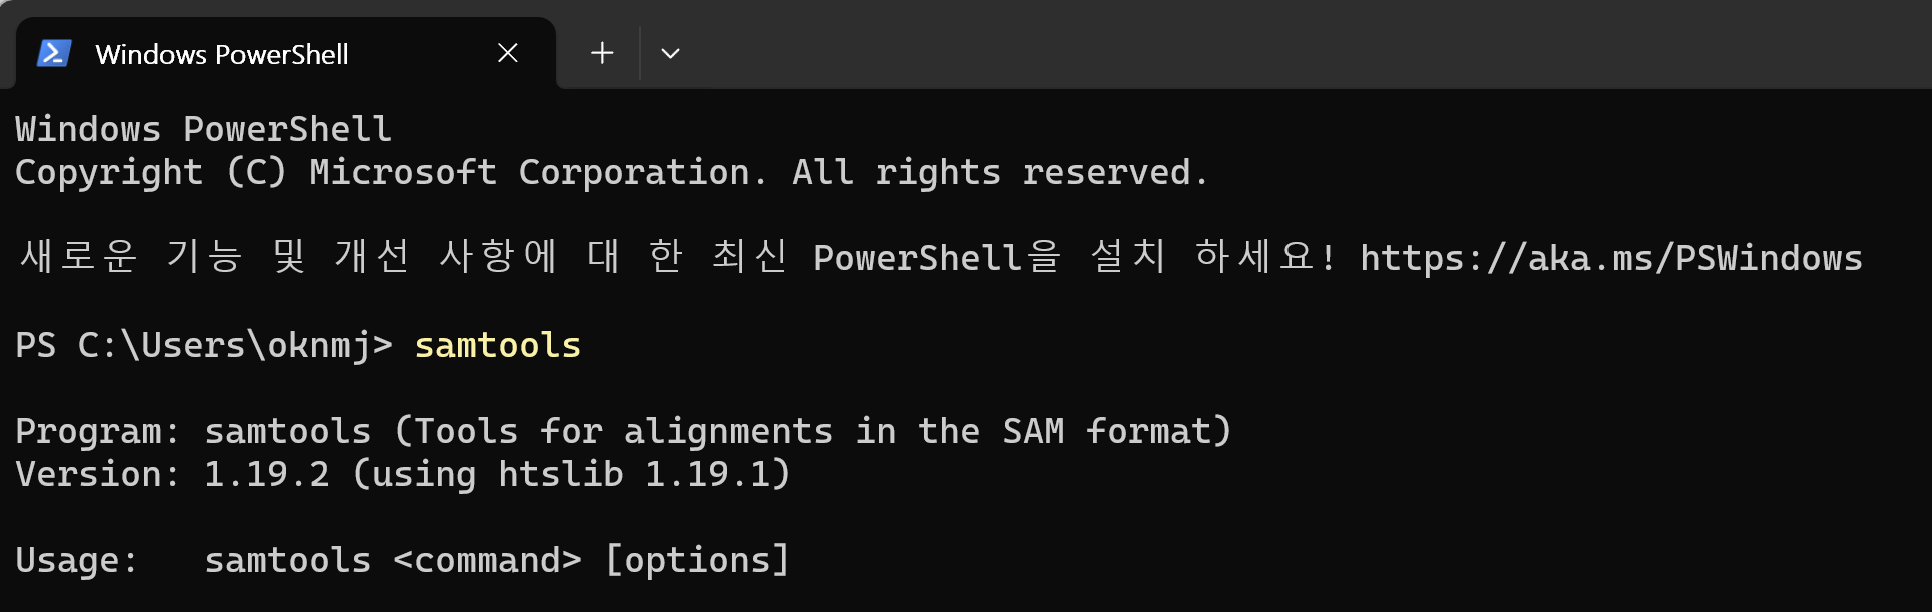 Windows PowerShell
Windows PowerShell
Copyright (C) Microsoft Corporation. All rights reserved.
새로운 기능 및 개선 사항에 대 한 최신 PowerShell을 설치 하세요! https://aka.ms/PSWindows
PS C:\Users\oknmj> samtools
Program: samtools (Tools for alignments in the SAM format)
Version: 1.19.2 (using htslib 1.19.1)
Usage:   samtools <command> [options]